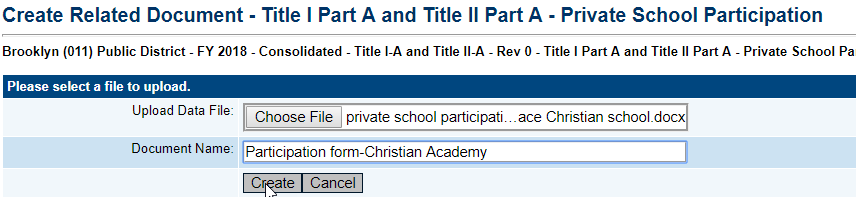 Create Related Document - Title I Part A and Title II Part A - Private School Participation
Brooklyn (011) Public District - FY 2018 - Consolidated - Title I-A and Title II-A - Rev 0 - Title I Part A and Title II Part A - Private School Pa
Please select a file to upload.
Upload Data File: Choose File private school participati...ace Christian school.docx
Document Name: Participation form-Christian Academy
Create Cancel